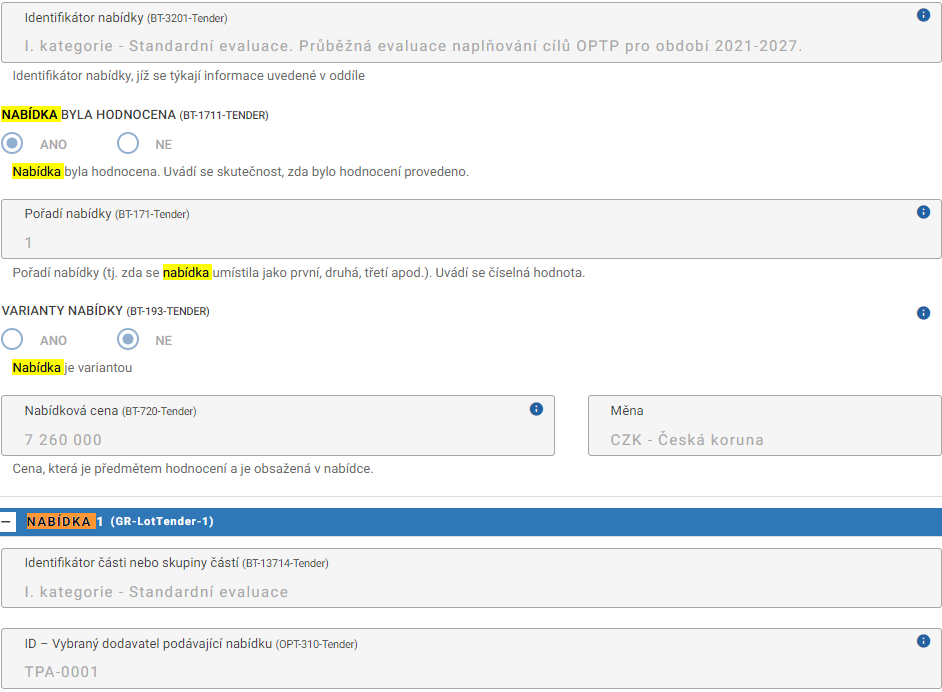 Identifikátor nabídky (BT-3201-Tender)
I. kategorie - Standardní evaluace. Průběžná evaluace naplňování cílů OPTP pro období 2021-2027.
Identifikátor nabídky, jíž se týkají informace uvedené v oddíle
NABÍDKA BYLA HODNOCENA (BT-1711-TENDER)
ANO NE
Nabídka byla hodnocena. Uvádí se skutečnost, zda bylo hodnocení provedeno.
Pořadí nabídky (BT-171-Tender)
1
Pořadí nabídky (tj. zda se nabídka umístila jako první, druhá, třetí apod.). Uvádí se číselná hodnota.
VARIANTY NABÍDKY (BT-193-TENDER)
ANO NE
Nabídka je variantou
Nabídková cena (BT-720-Tender) Měna
7 260 000 CZK - Česká koruna
Cena, která je předmětem hodnocení a je obsažená v nabídce.
NABÍDKA 1 (GR-LotTender-1)
Identifikátor části nebo skupiny částí (BT-13714-Tender)
I. kategorie - Standardní evaluace
ID – Vybraný dodavatel podávající nabídku (OPT-310-Tender)
TPA-0001